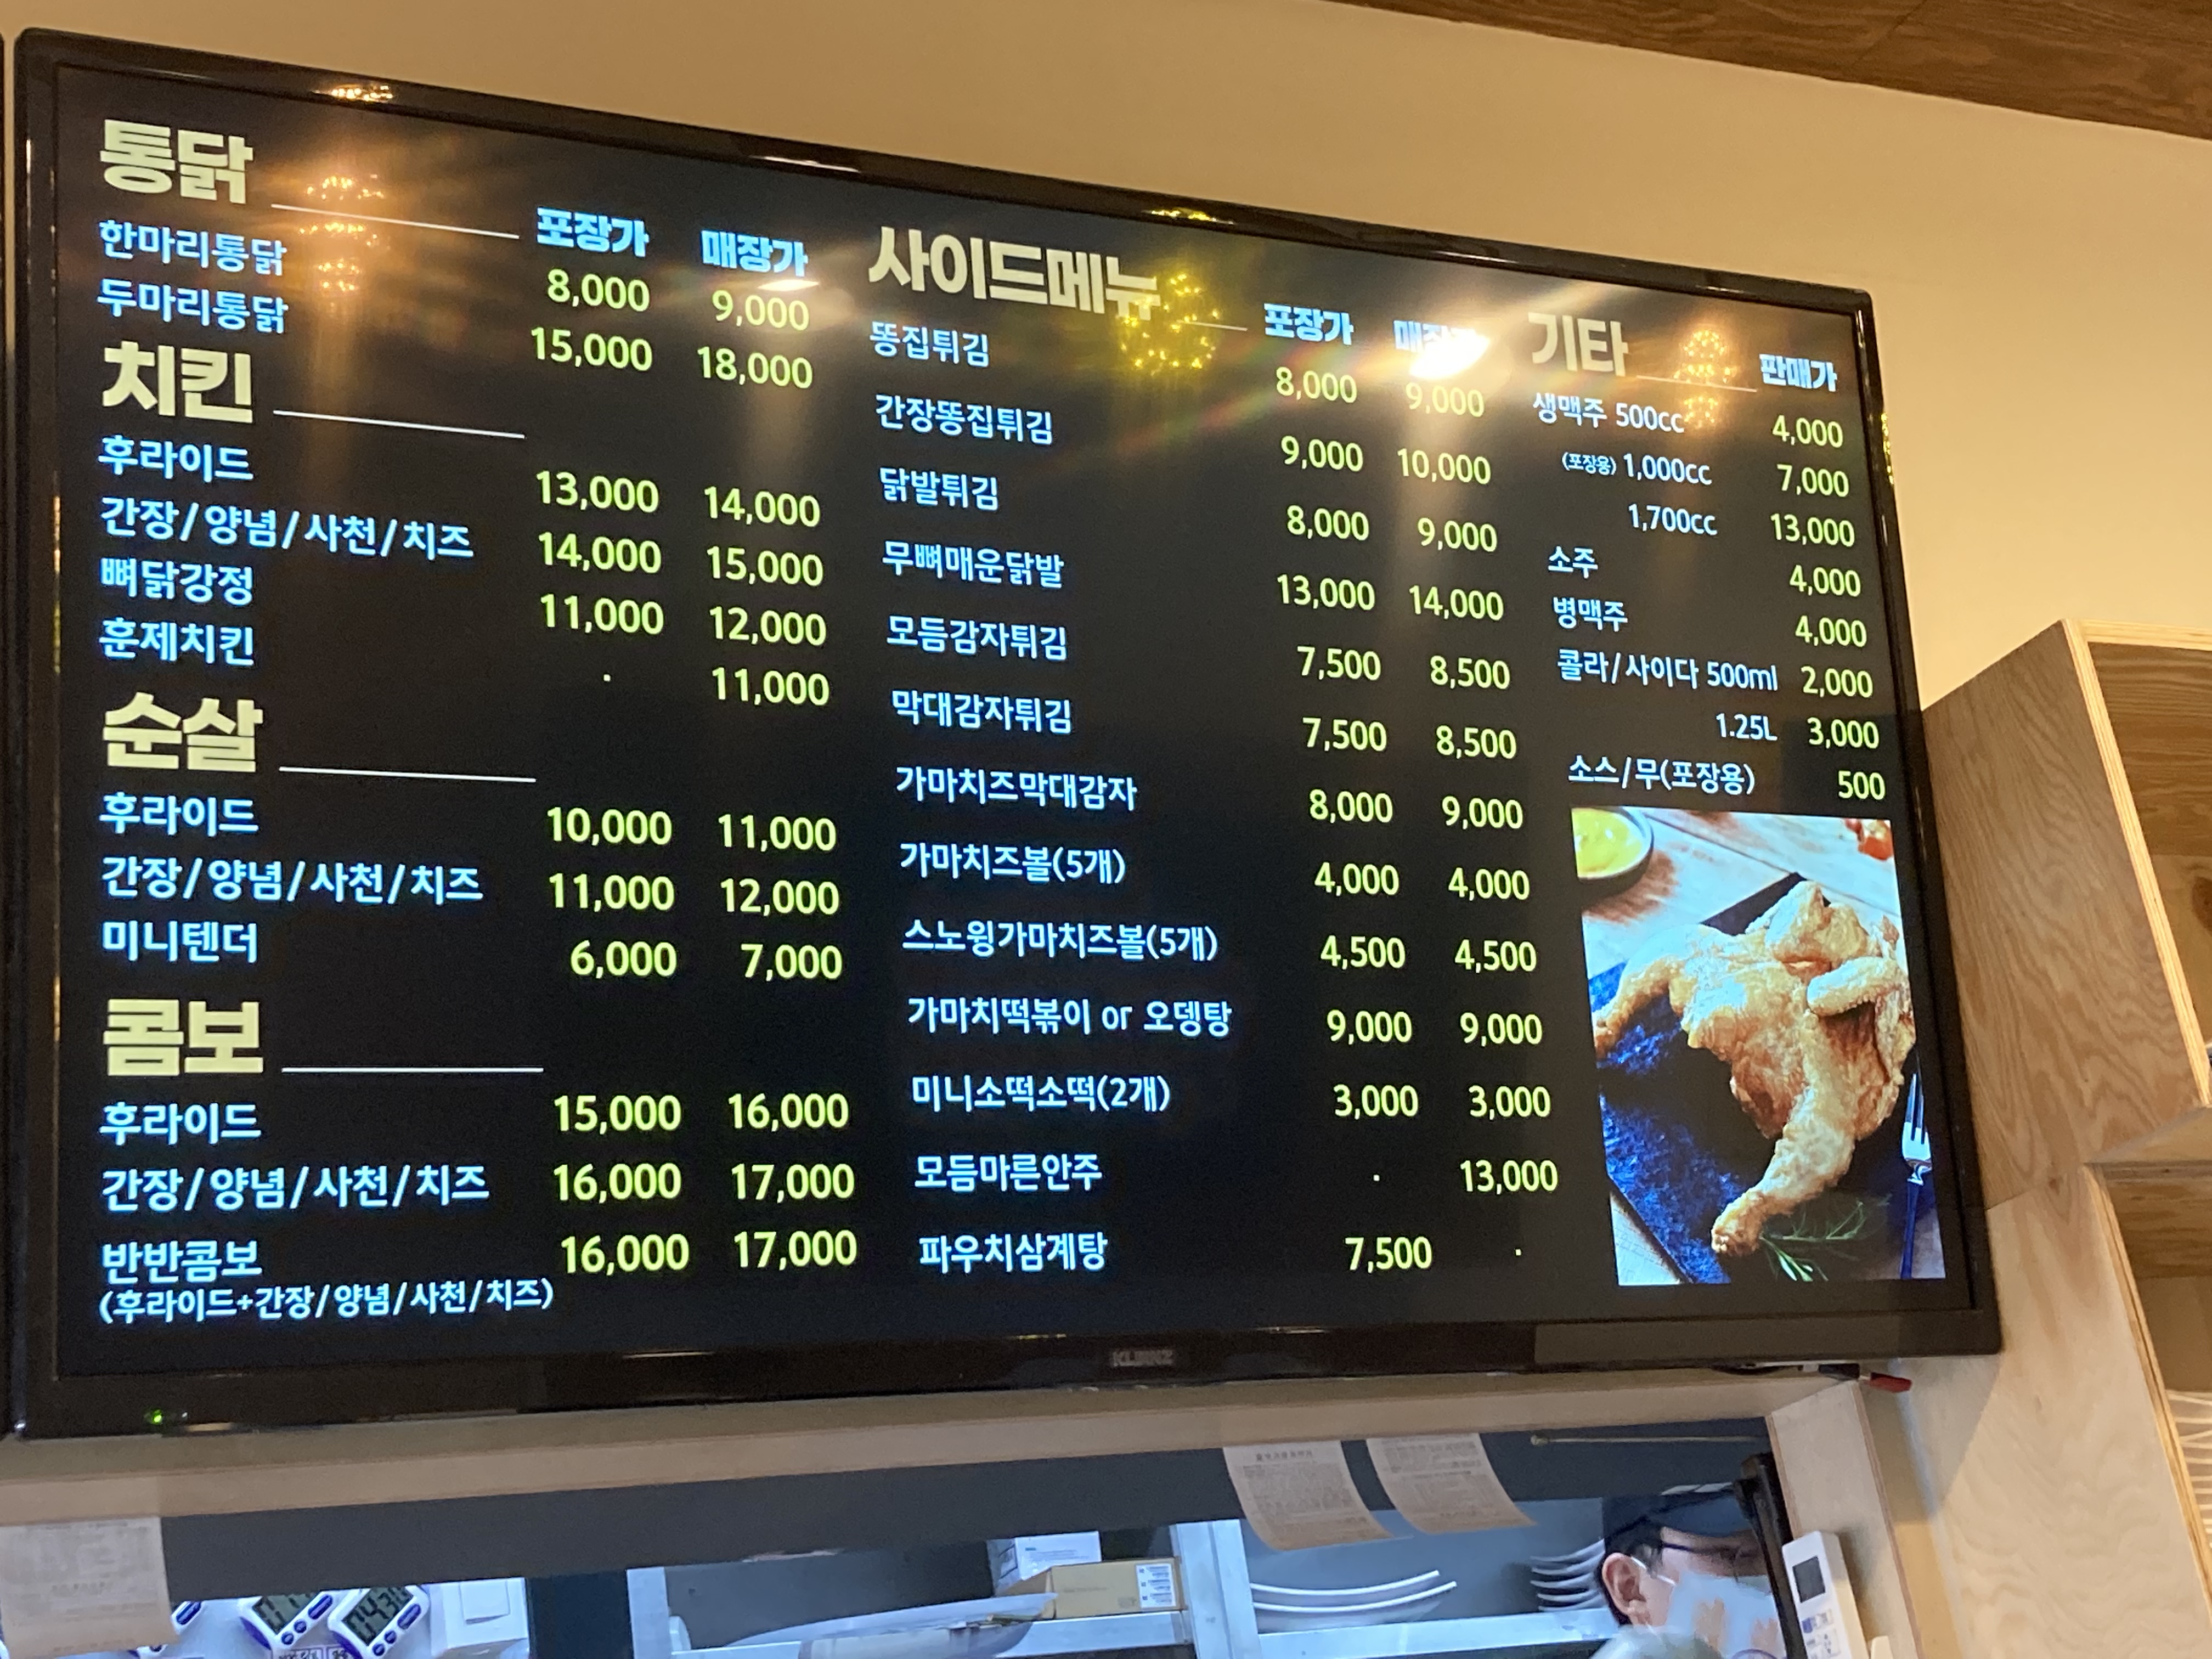 통닭 포장가 매장가
한마리통닭 8,000 9,000
두마리통닭 15,000 18,000
치킨
후라이드 13,000 14,000
간장/양념/사천/치즈 14,000 15,000
뼈닭강정 11,000 12,000
훈제치킨 . 11,000
순살
후라이드 10,000 11,000
간장/양념/사천/치즈 11,000 12,000
미니텐더 6,000 7,000
콤보
후라이드 15,000 16,000
간장/양념/사천/치즈 16,000 17,000
반반콤보 16,000 17,000
(후라이드+간장/양념/사천/치즈)
사이드메뉴 포장가 매장가
똥집튀김 8,000 9,000
간장똥집튀김 9,000 10,000
닭발튀김 8,000 9,000
무뼈매운닭발 13,000 14,000
모듬감자튀김 7,500 8,500
막대감자튀김 7,500 8,500
가마치즈막대감자 8,000 9,000
가마치즈볼(5개) 4,000 4,000
스노윙가마치즈볼(5개) 4,500 4,500
가마치떡볶이 or 오뎅탕 9,000 9,000
미니소떡소떡(2개) 3,000 3,000
모듬마른안주 . 13,000
파우치삼계탕 7,500 .
기타 판매가
생맥주 500cc 4,000
(포장용) 1,000cc 7,000
1,700cc 13,000
소주 4,000
병맥주 4,000
콜라/사이다 500ml 2,000
1.25L 3,000
소스/무(포장용) 500